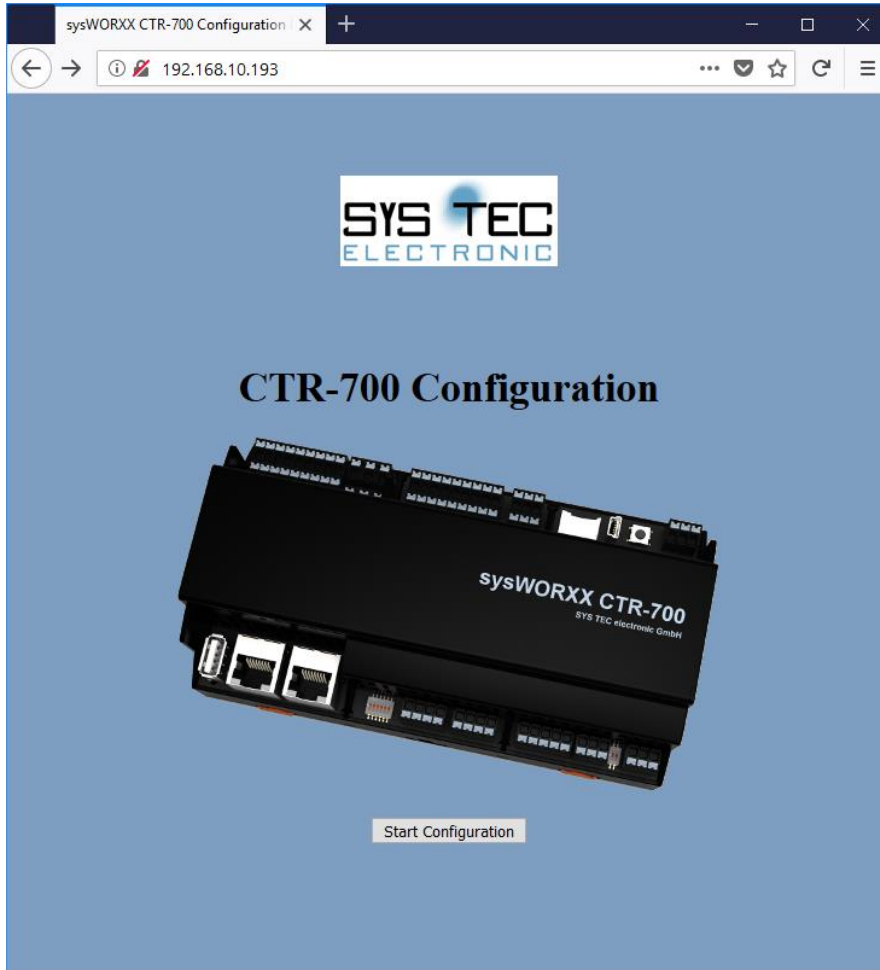 sysWORXX CTR-700 Configuration
192.168.10.193
SYS TEC
ELECTRONIC
CTR-700 Configuration
sysWORXX CTR-700
SYS TEC electronic GmbH
Start Configuration